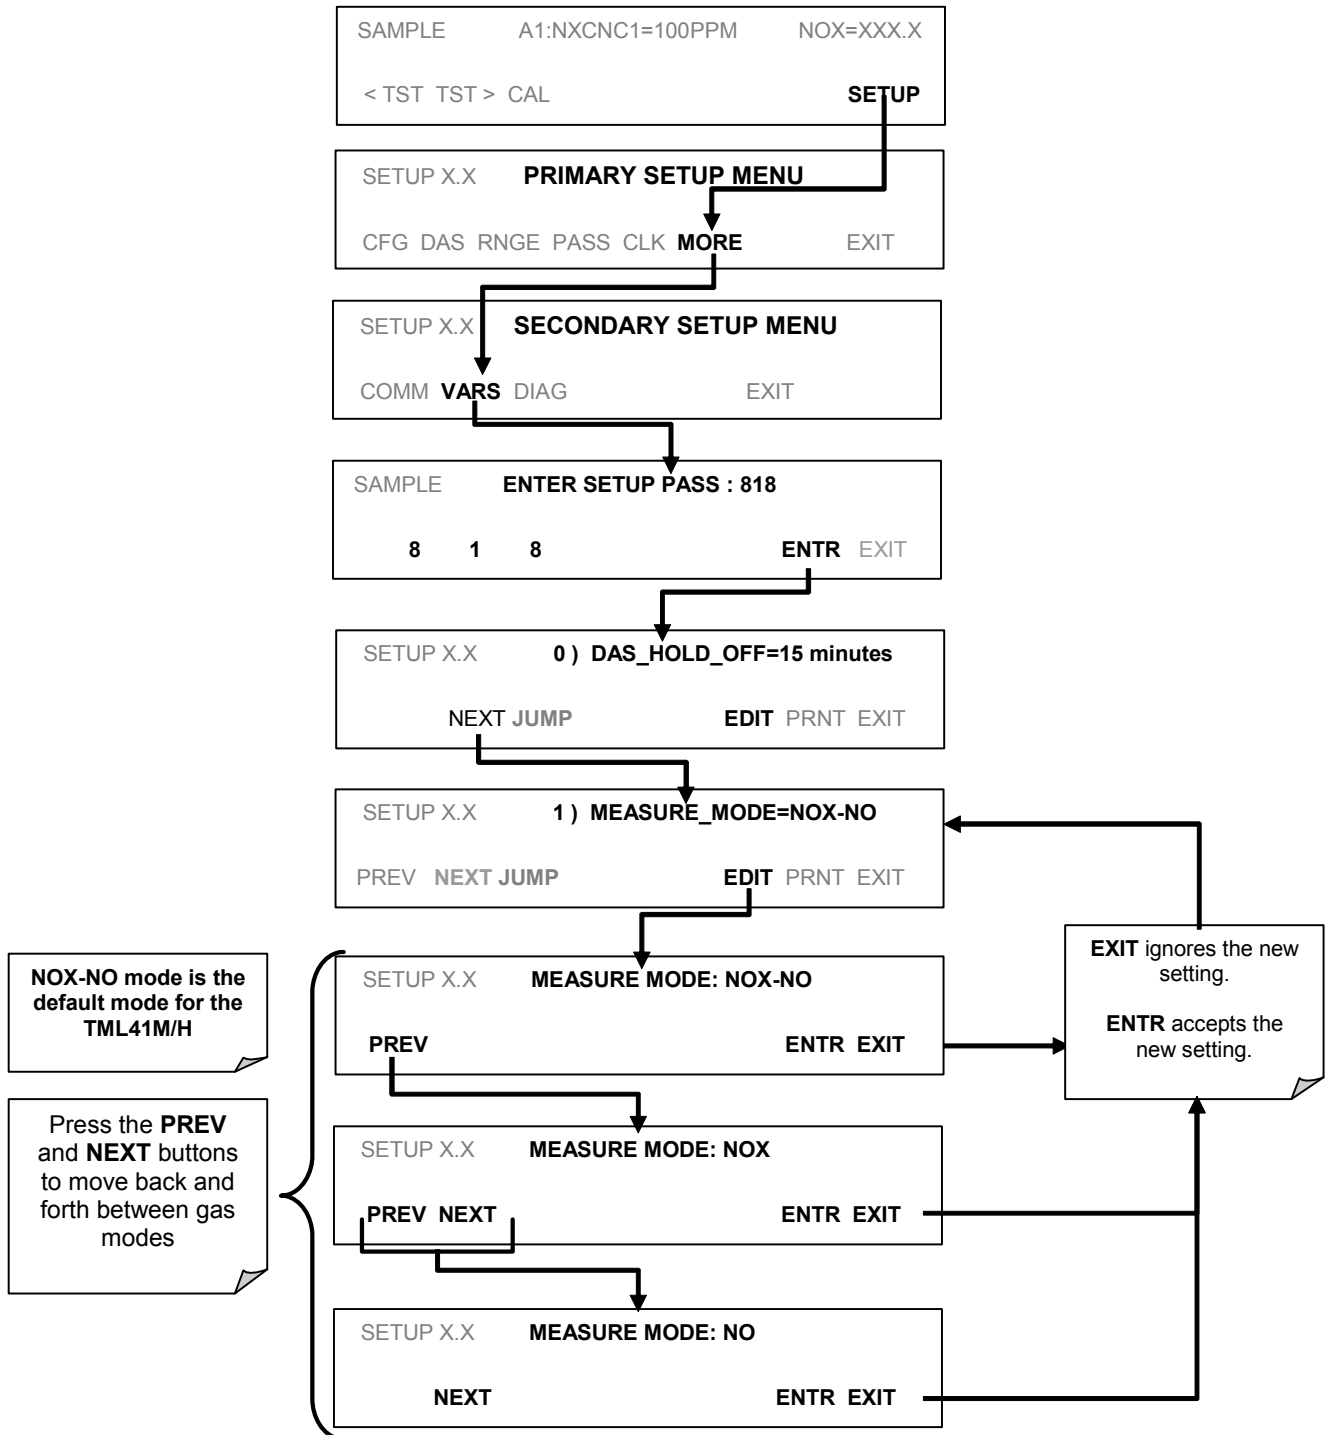 SAMPLE A1:NXCNC1=100PPM NOX=XXX.X
< TST TST > CAL SETUP
SETUP X.X PRIMARY SETUP MENU
CFG DAS RNGE PASS CLK MORE EXIT
SETUP X.X SECONDARY SETUP MENU
COMM VARS DIAG EXIT
SAMPLE ENTER SETUP PASS : 818
8 1 8 ENTR EXIT
SETUP X.X 0 ) DAS_HOLD_OFF=15 minutes
NEXT JUMP EDIT PRNT EXIT
SETUP X.X 1 ) MEASURE_MODE=NOX-NO
PREV NEXT JUMP EDIT PRNT EXIT
NOX-NO mode is the
default mode for the
TML41M/H
SETUP X.X MEASURE MODE: NOX-NO
PREV ENTR EXIT
EXIT ignores the new
setting.
ENTR accepts the
new setting.
Press the PREV
and NEXT buttons
to move back and
forth between gas
modes
SETUP X.X MEASURE MODE: NOX
PREV NEXT ENTR EXIT
SETUP X.X MEASURE MODE: NO
NEXT ENTR EXIT